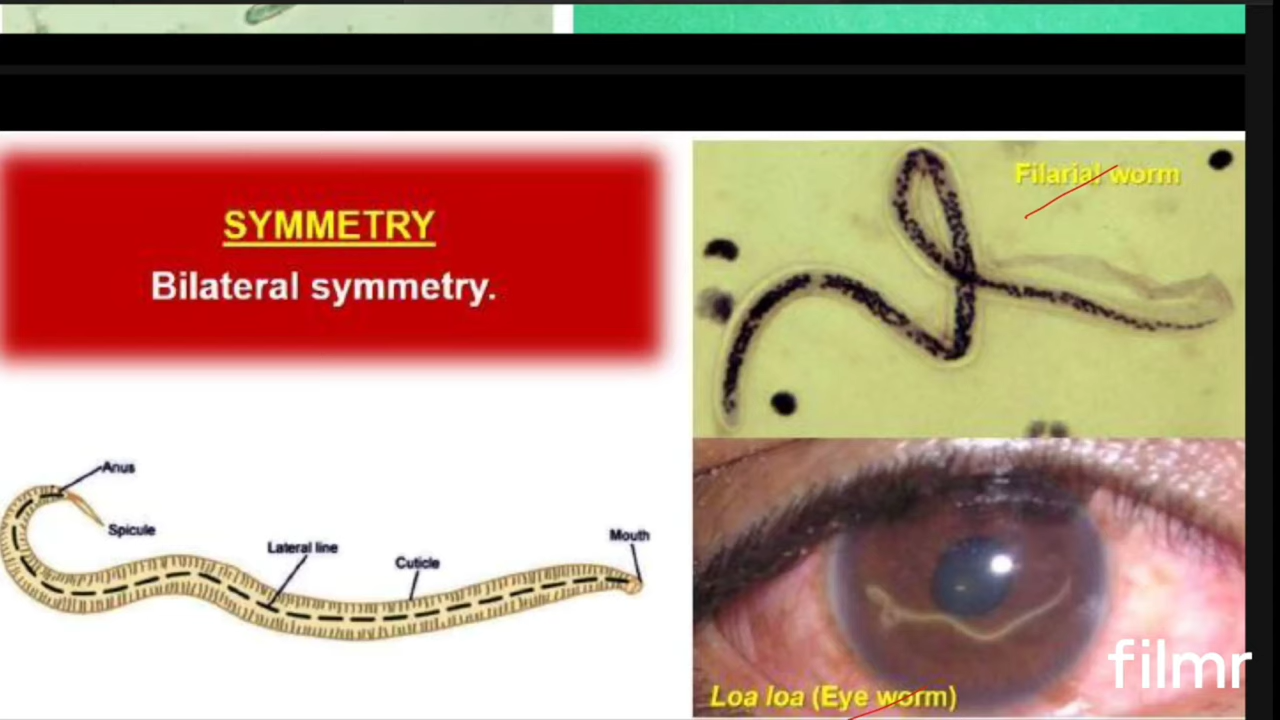 SYMMETRY
Bilateral symmetry.
Filarial worm
Anus
Spicule
Lateral line
Cuticle
Mouth
Loa loa (Eye worm)
filmr